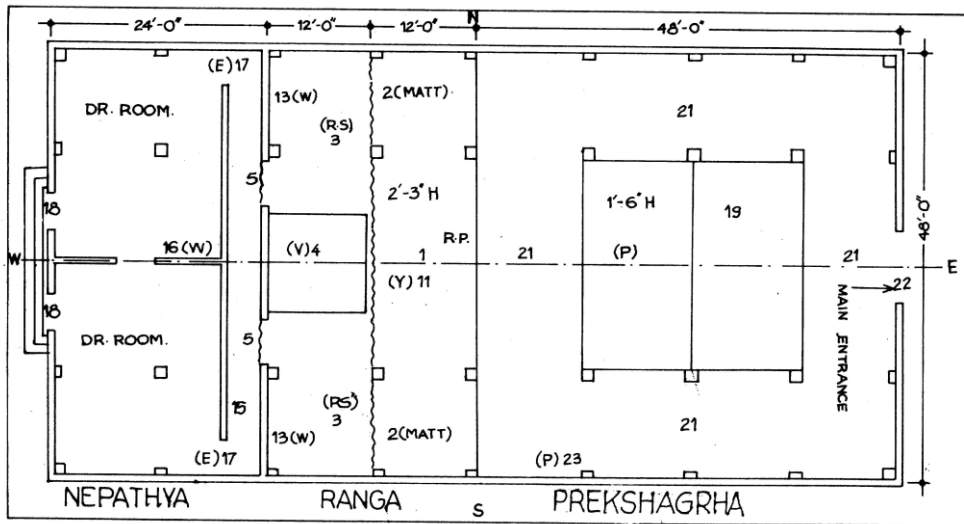 24'-0" 12'-0" 12'-0" N 48'-0"
(E)17
13(W) 2(MATT)
DR. ROOM.
21
(R.S)
3
5 2'-3" H 1'-6" H 19
18
R.P.
W 16(W) (V)4 1 21 (P) 21 E
(Y) 11 22
48'-0"
MAIN ENTRANCE
18
5
DR. ROOM.
(RS)
3
15
21
13(W) 2(MATT)
(E)17 (P) 23
NEPATHYA RANGA S PREKSHAGRHA